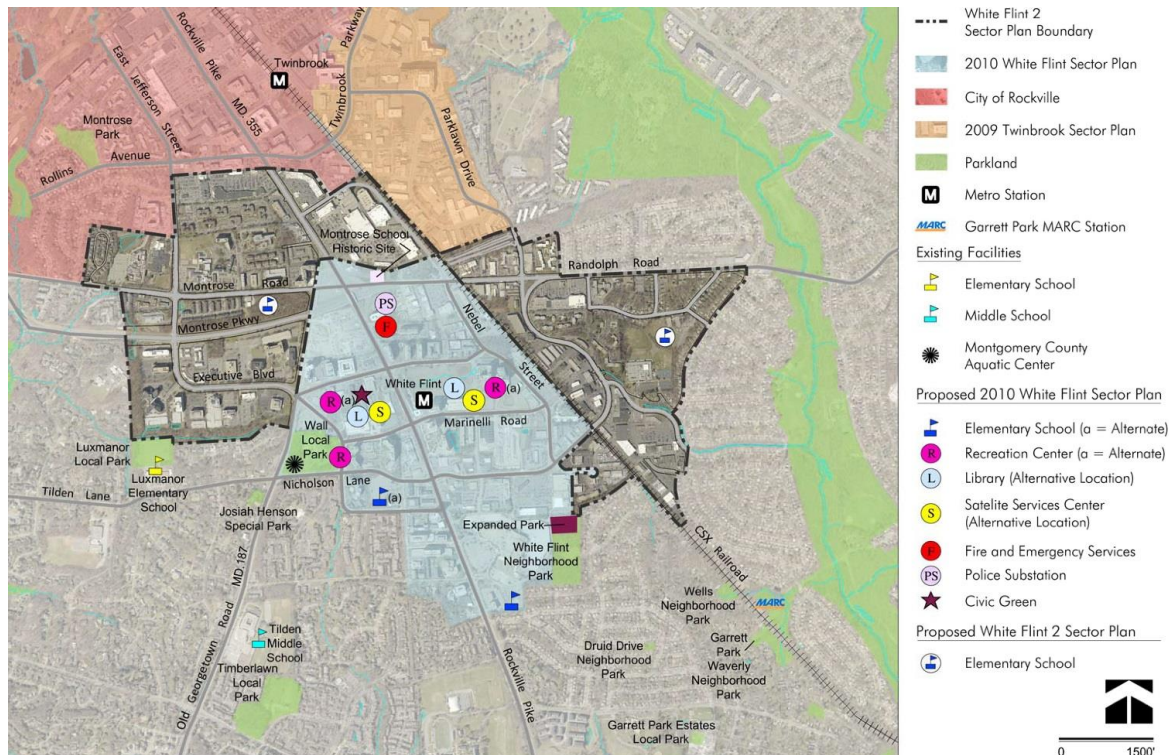 Twinbrook
M
Rockville Pike MD 355
East Jefferson Street
Twinbrook Parkway
Parklawn Drive
Montrose
Park
Rollins Avenue
Montrose School
Historic Site
Randolph Road
Montrose Road
PS
F
Montrose Pkwy
Nebel Street
Executive Blvd
White Flint
M
L
S
R
(a)
R
(a)
L
S
Marinelli Road
Wall
Local
Park
R
Luxmanor
Local Park
Luxmanor
Elementary
School
Tilden Lane
Nicholson Lane
(a)
Josiah Henson
Special Park
Expanded Park
White Flint
Neighborhood
Park
CSX Railroad
Old Georgetown Road MD 187
Wells
Neighborhood
Park
MARC
Garrett
Park
Waverly
Neighborhood
Park
Tilden
Middle
School
Timberlawn
Local
Park
Druid Drive
Neighborhood
Park
Rockville Pike
Garrett Park Estates
Local Park
White Flint 2
Sector Plan Boundary
2010 White Flint Sector Plan
City of Rockville
2009 Twinbrook Sector Plan
Parkland
M Metro Station
MARC Garrett Park MARC Station
Existing Facilities
Elementary School
Middle School
Montgomery County
Aquatic Center
Proposed 2010 White Flint Sector Plan
Elementary School (a = Alternate)
R Recreation Center (a = Alternate)
L Library (Alternative Location)
S Satelite Services Center
(Alternative Location)
F Fire and Emergency Services
PS Police Substation
Civic Green
Proposed White Flint 2 Sector Plan
Elementary School
0 1500'